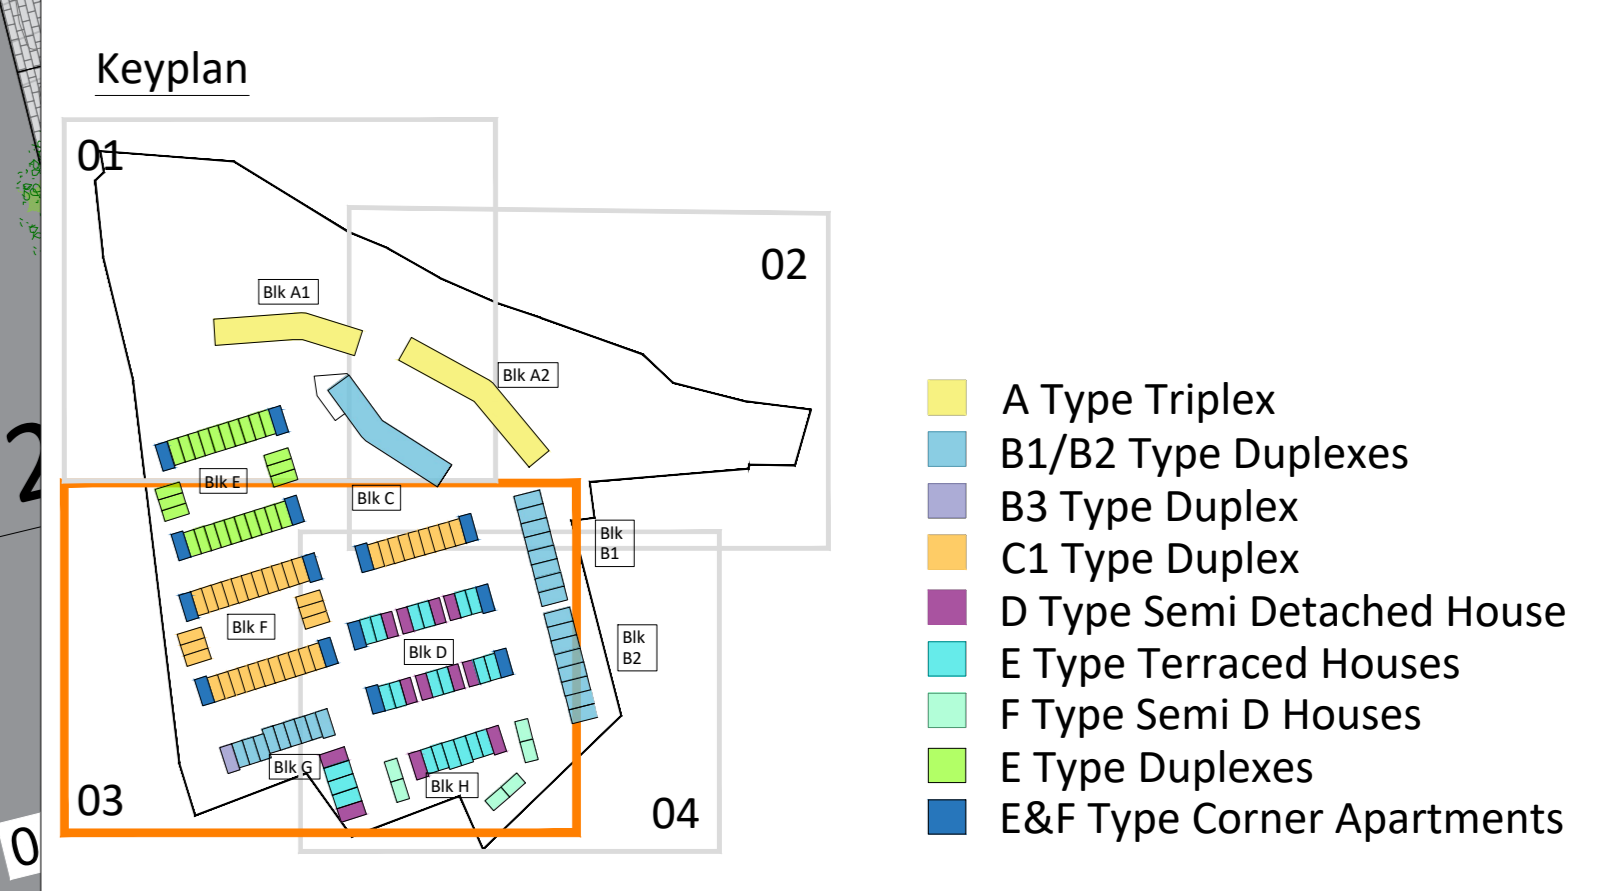 Keyplan
01
02
Blk A1
Blk A2
Blk E
Blk C
Blk
B1
Blk F
Blk D
Blk
B2
Blk G
Blk H
03
04
2
0
A Type Triplex
B1/B2 Type Duplexes
B3 Type Duplex
C1 Type Duplex
D Type Semi Detached House
E Type Terraced Houses
F Type Semi D Houses
E Type Duplexes
E&F Type Corner Apartments